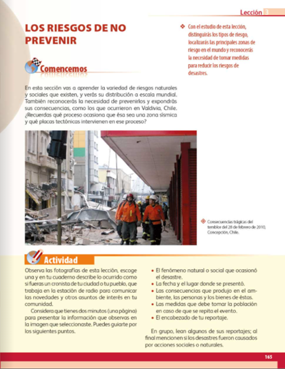 Lección
LOS RIESGOS DE NO
PREVENIR
Con el estudio de esta lección,
distinguirás los tipos de riesgo,
localizarás las principales zonas de
riesgo en el mundo y reconocerás
la necesidad de tomar medidas
para reducir los riesgos de
desastres.
Comencemos
En esta sección vas a aprender la variedad de riesgos naturales
y sociales que existen, y verás su distribución a escala mundial.
También reconocerás la necesidad de prevenirlos y expondrás
sus consecuencias, como las que ocurrieron en Valdivia, Chile.
¿Recuerdas qué proceso ocasiona que ésa sea una zona sísmica
y qué placas tectónicas intervienen en ese proceso?
Consecuencias trágicas del
terremoto del 28 de febrero de 2010,
Concepción, Chile.
Actividad
Observa las fotografías de esta lección, escoge
una y en tu cuaderno describe lo ocurrido como
si fueras un cronista de tu ciudad o tu pueblo, que
trabaja en la estación de radio para comunicar
las novedades y otros asuntos de interés en tu
comunidad.
Considera que tienes dos minutos (una página)
para presentar la información que observas en
la imagen que seleccionaste. Puedes guiarte por
los siguientes puntos.
• El fenómeno natural o social que ocasionó
el desastre.
• La fecha y el lugar donde se presentó.
• Las consecuencias que produjo en el am-
biente, las personas y los bienes de éstas.
• Las medidas que debe tomar la población
en caso de que se repita el evento.
• El encabezado de tu reportaje.
En grupo, lean algunos de sus reportajes; al
final mencionen si los desastres fueron causados
por acciones sociales o naturales.
165